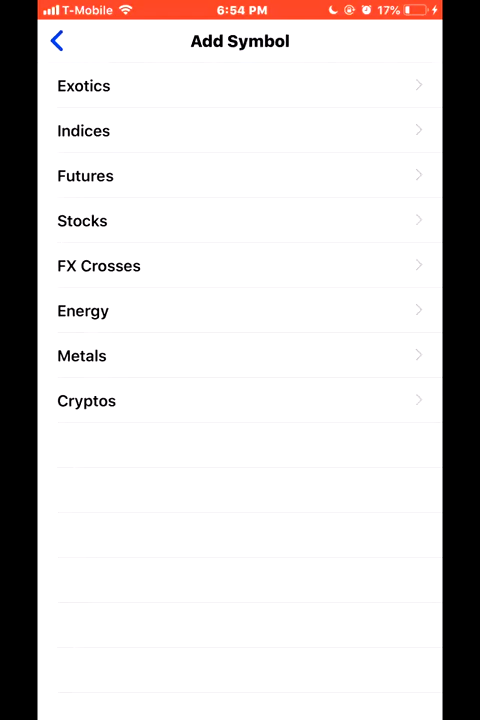 T-Mobile 6:54 PM 17%
Add Symbol
Exotics
Indices
Futures
Stocks
FX Crosses
Energy
Metals
Cryptos